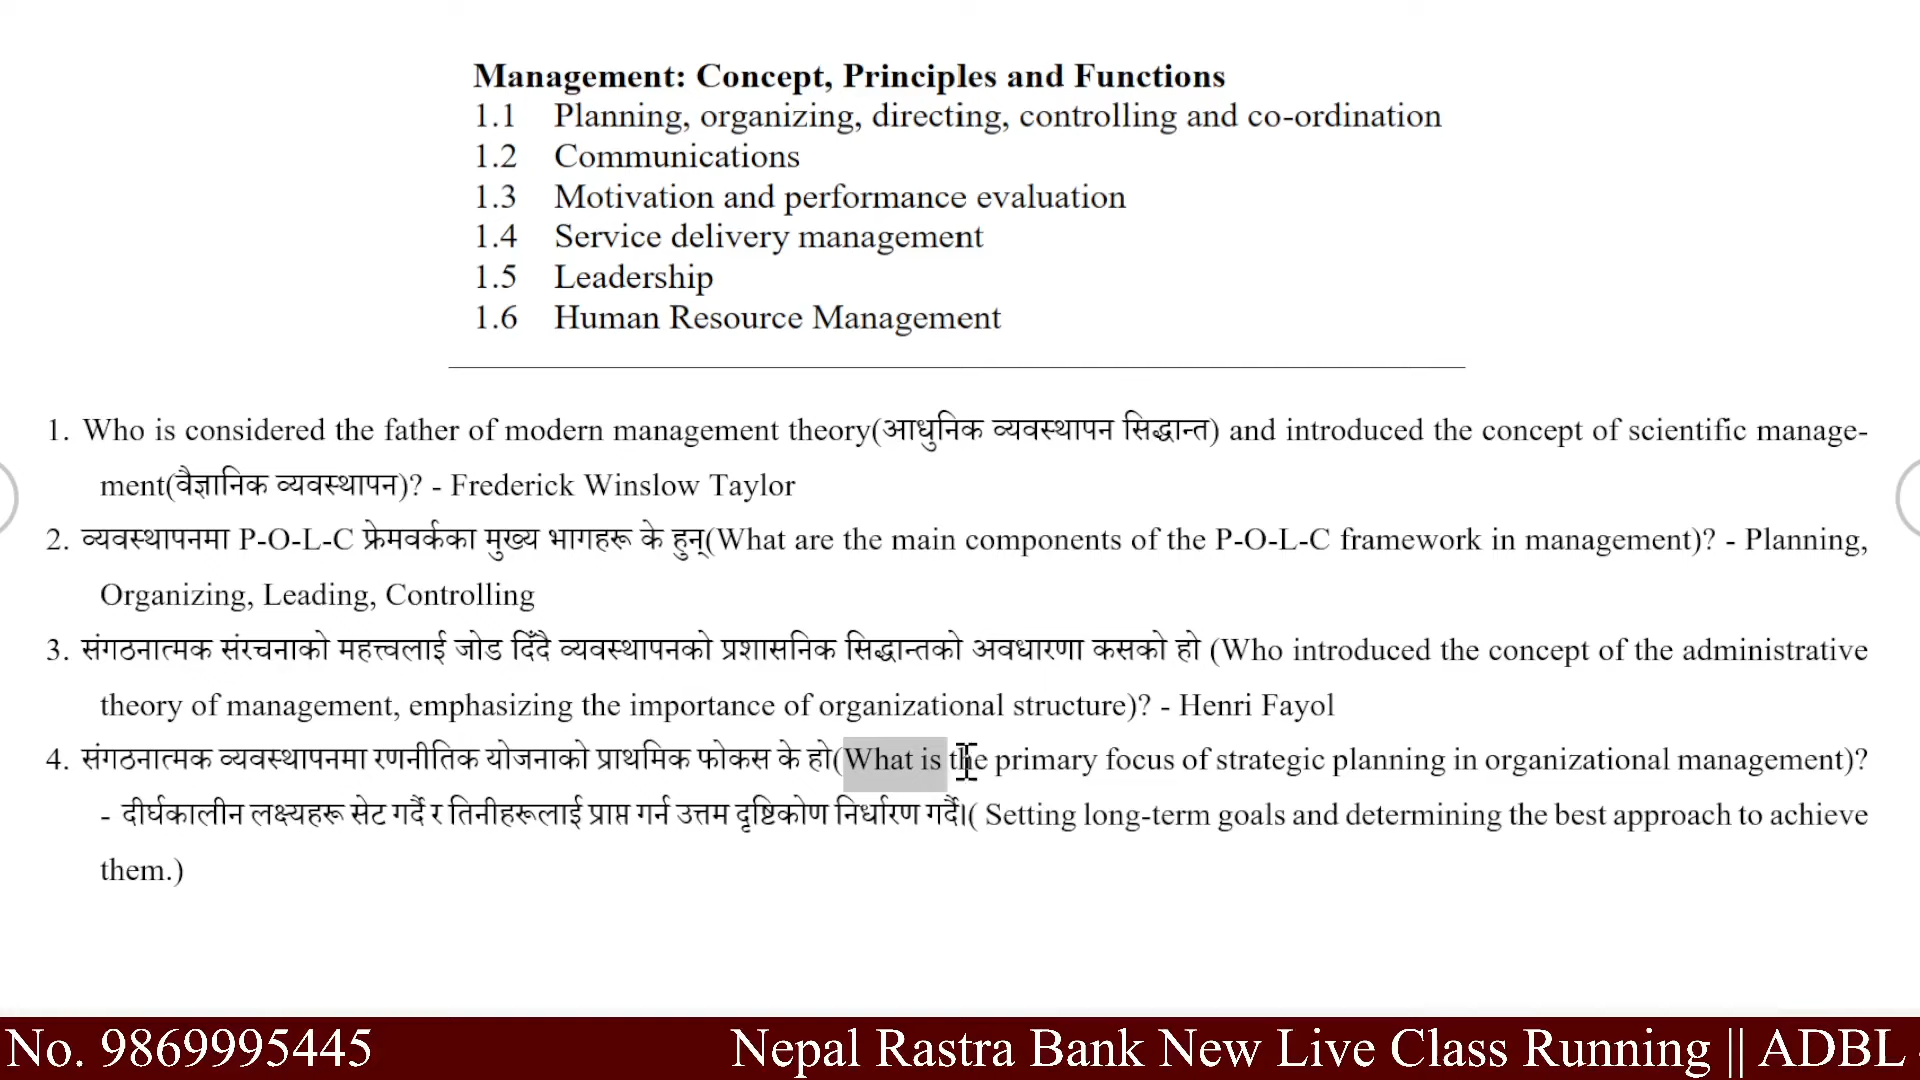 Management: Concept, Principles and Functions
1.1 Planning, organizing, directing, controlling and co-ordination
1.2 Communications
1.3 Motivation and performance evaluation
1.4 Service delivery management
1.5 Leadership
1.6 Human Resource Management
1. Who is considered the father of modern management theory(आधुनिक व्यवस्थापन सिद्धान्त) and introduced the concept of scientific manage-
ment(वैज्ञानिक व्यवस्थापन)? - Frederick Winslow Taylor
2. व्यवस्थापनमा P-O-L-C फ्रेमवर्कका मुख्य भागहरू के हुन्(What are the main components of the P-O-L-C framework in management)? - Planning,
Organizing, Leading, Controlling
3. संगठनात्मक संरचनाको महत्त्वलाई जोड दिँदै व्यवस्थापनको प्रशासनिक सिद्धान्तको अवधारणा कसको हो (Who introduced the concept of the administrative
theory of management, emphasizing the importance of organizational structure)? - Henri Fayol
4. संगठनात्मक व्यवस्थापनमा रणनीतिक योजनाको प्राथमिक फोकस के हो(What is the primary focus of strategic planning in organizational management)?
- दीर्घकालीन लक्ष्यहरू सेट गर्दै र तिनीहरूलाई प्राप्त गर्न उत्तम दृष्टिकोण निर्धारण गर्दै।( Setting long-term goals and determining the best approach to achieve
them.)
No. 9869995445 Nepal Rastra Bank New Live Class Running || ADBL